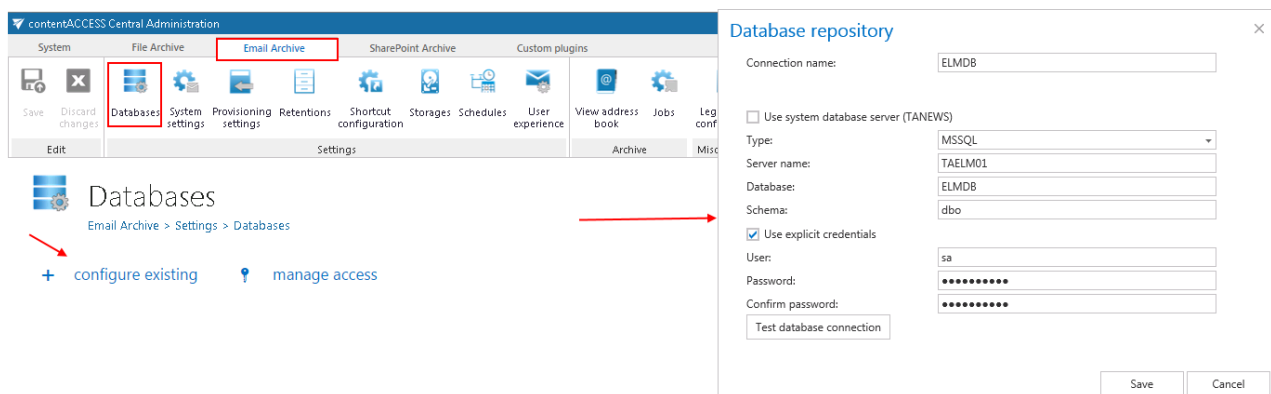 contentACCESS Central Administration
System File Archive Email Archive SharePoint Archive Custom plugins
Save Discard changes Databases System settings Provisioning settings Retentions Shortcut configuration Storages Schedules User experience View address book Jobs
Edit Settings Archive
Databases
Email Archive > Settings > Databases
+ configure existing manage access
Database repository
Connection name: ELMDB
Use system database server (TANEWS)
Type: MSSQL
Server name: TAELM01
Database: ELMDB
Schema: dbo
Use explicit credentials
User: sa
Password: ●●●●●●●●●●
Confirm password: ●●●●●●●●●●
Test database connection
Save Cancel